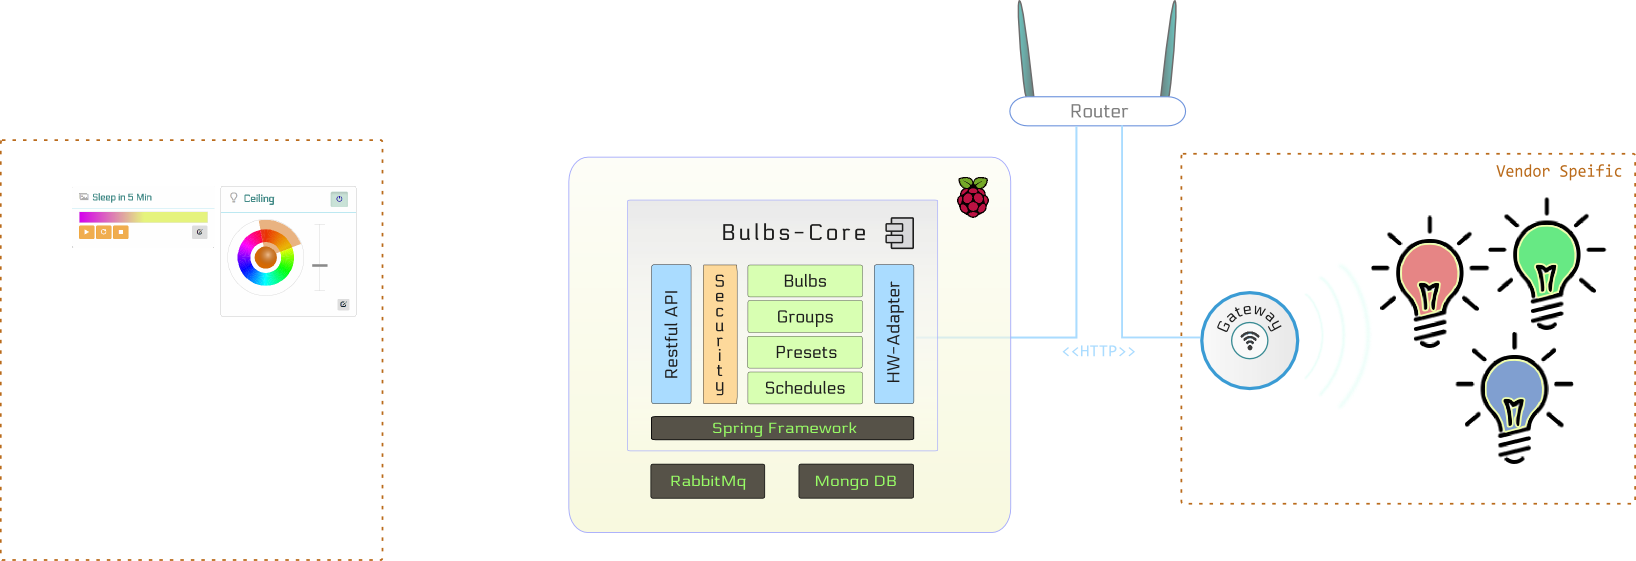 Router
Sleep in 5 Min
Ceiling
Bulbs-Core
Restful API
Security
Bulbs
Groups
Presets
Schedules
HW-Adapter
Spring Framework
RabbitMq
Mongo DB
<<HTTP>>
Vendor Speific
Gateway